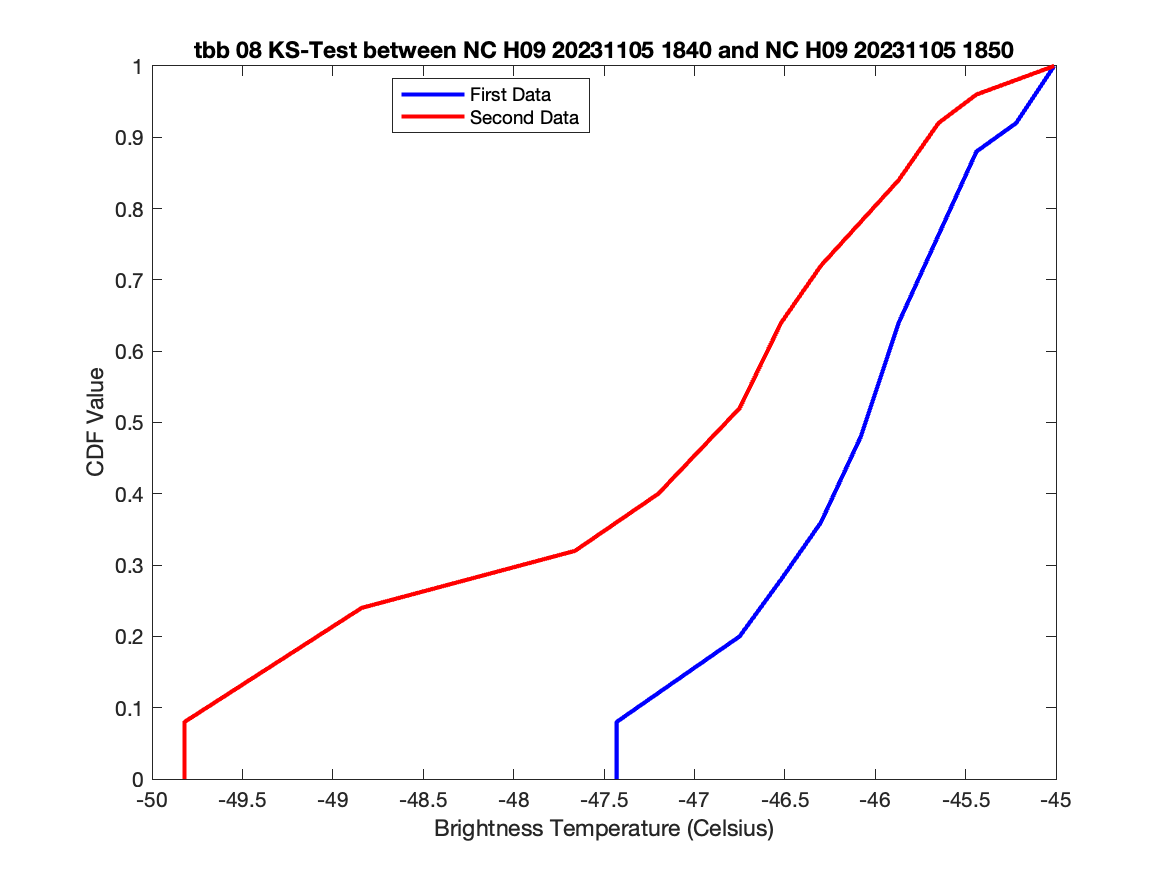 tbb 08 KS-Test between NC H09 20231105 1840 and NC H09 20231105 1850
First Data
Second Data
1
0.9
0.8
0.7
0.6
0.5
0.4
0.3
0.2
0.1
0
CDF Value
-50 -49.5 -49 -48.5 -48 -47.5 -47 -46.5 -46 -45.5 -45
Brightness Temperature (Celsius)